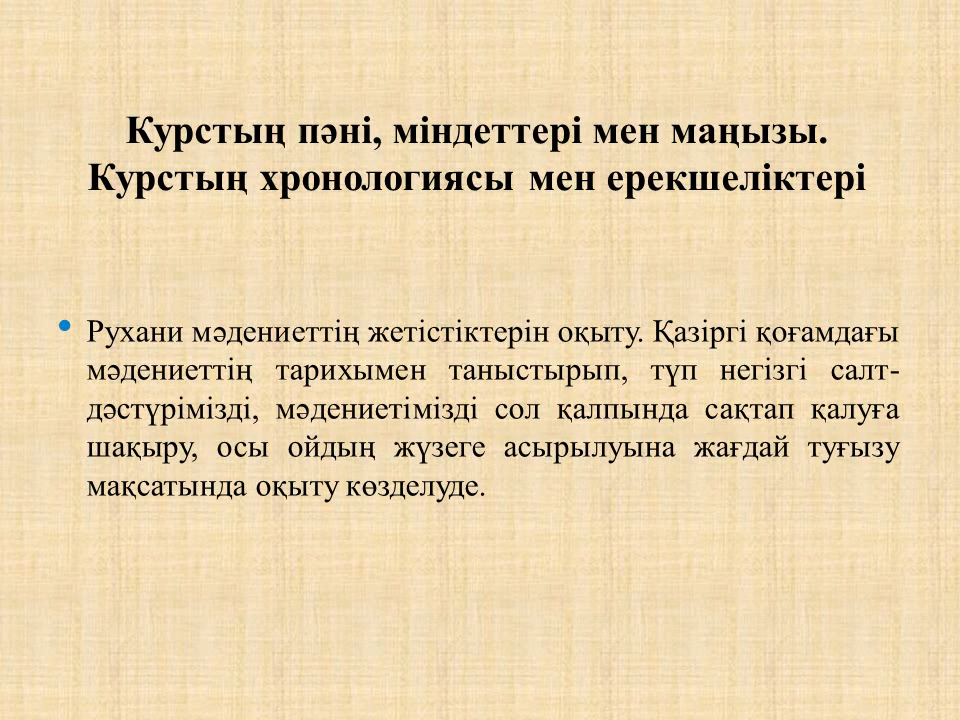 Курстың пәні, міндеттері мен маңызы.
Курстың хронологиясы мен ерекшеліктері
• Рухани мәдениеттің жетістіктерін оқыту. Қазіргі қоғамдағы
мәдениеттің тарихымен таныстырып, түп негізгі салт-
дәстүрімізді, мәдениетімізді сол қалпында сақтап қалуға
шақыру, осы ойдың жүзеге асырылуына жағдай туғызу
мақсатында оқыту көзделуде.